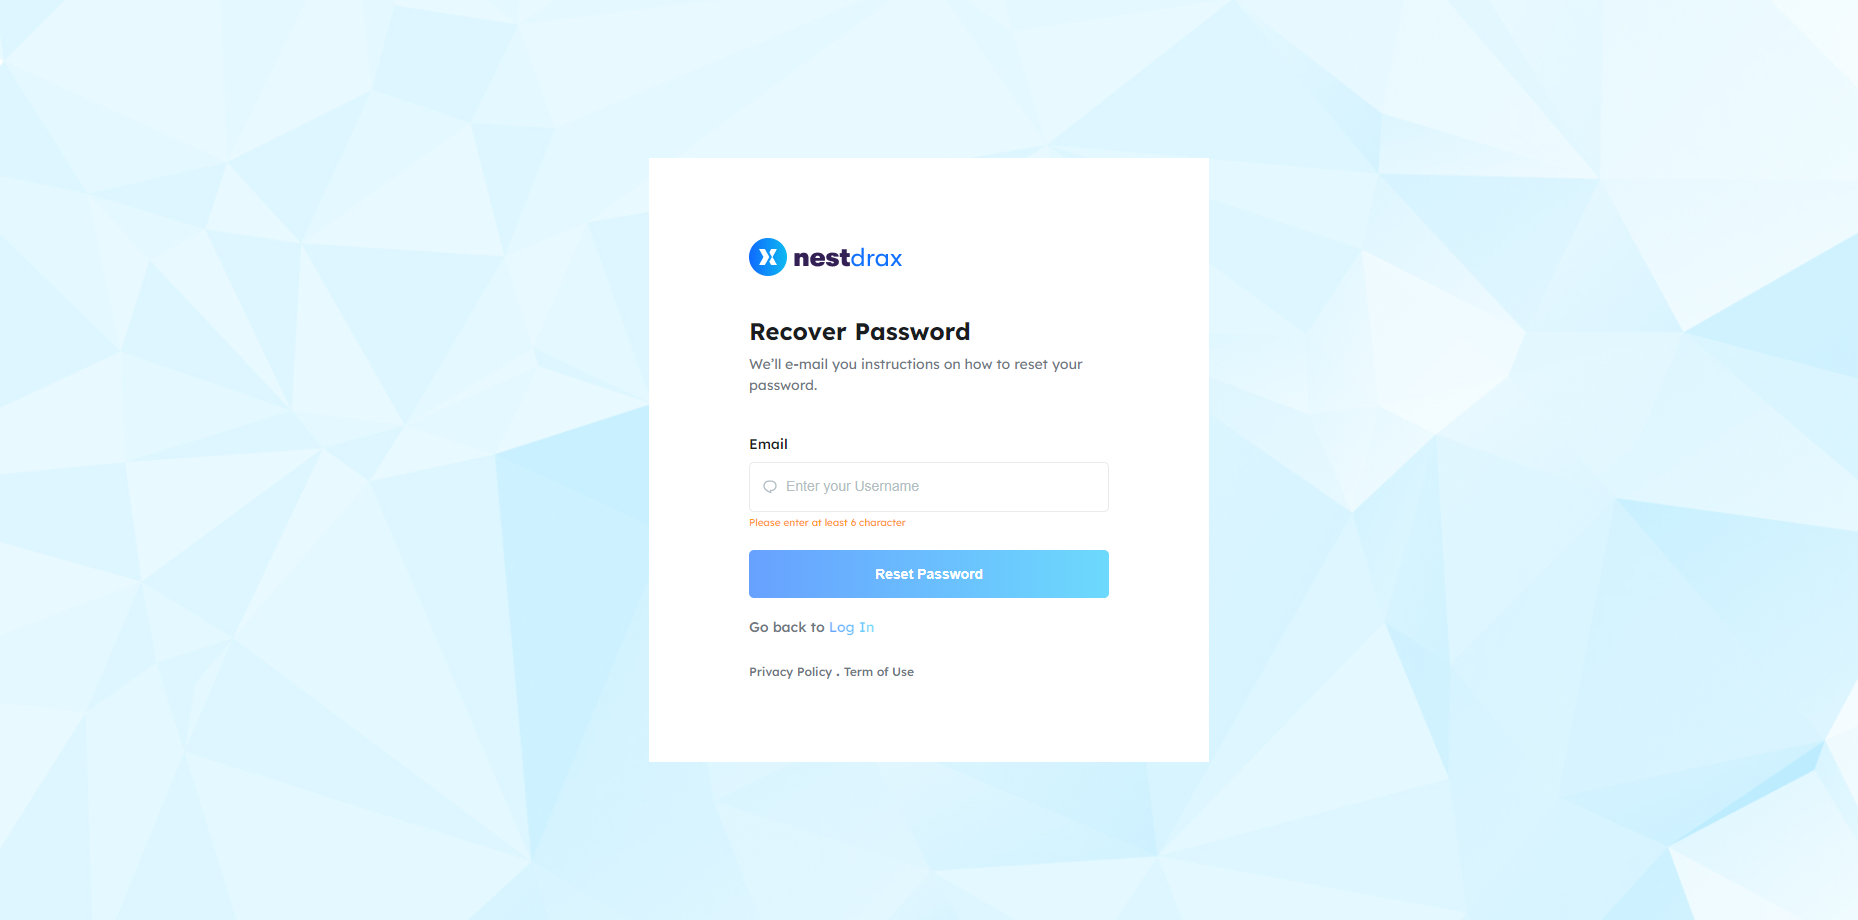 nestdrax
Recover Password
We’ll e-mail you instructions on how to reset your
password.
Email
Enter your Username
Please enter at least 6 character
Reset Password
Go back to Log In
Privacy Policy . Term of Use